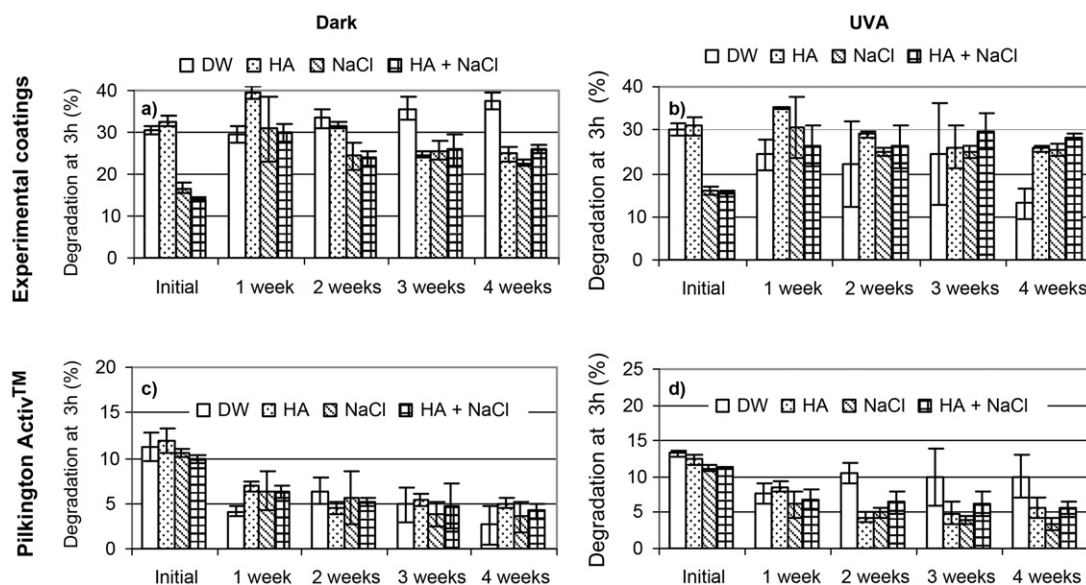 Dark
UVA
Experimental coatings
Pilkington Activ™
DW HA NaCl HA + NaCl
a)
Degradation at 3h (%)
40
30
20
10
0
Initial 1 week 2 weeks 3 weeks 4 weeks
DW HA NaCl HA + NaCl
b)
Degradation at 3h (%)
40
30
20
10
0
Initial 1 week 2 weeks 3 weeks 4 weeks
c)
DW HA NaCl HA + NaCl
Degradation at 3h (%)
20
15
10
5
0
Initial 1 week 2 weeks 3 weeks 4 weeks
d)
DW HA NaCl HA + NaCl
Degradation at 3h (%)
25
20
15
10
5
0
Initial 1 week 2 weeks 3 weeks 4 weeks